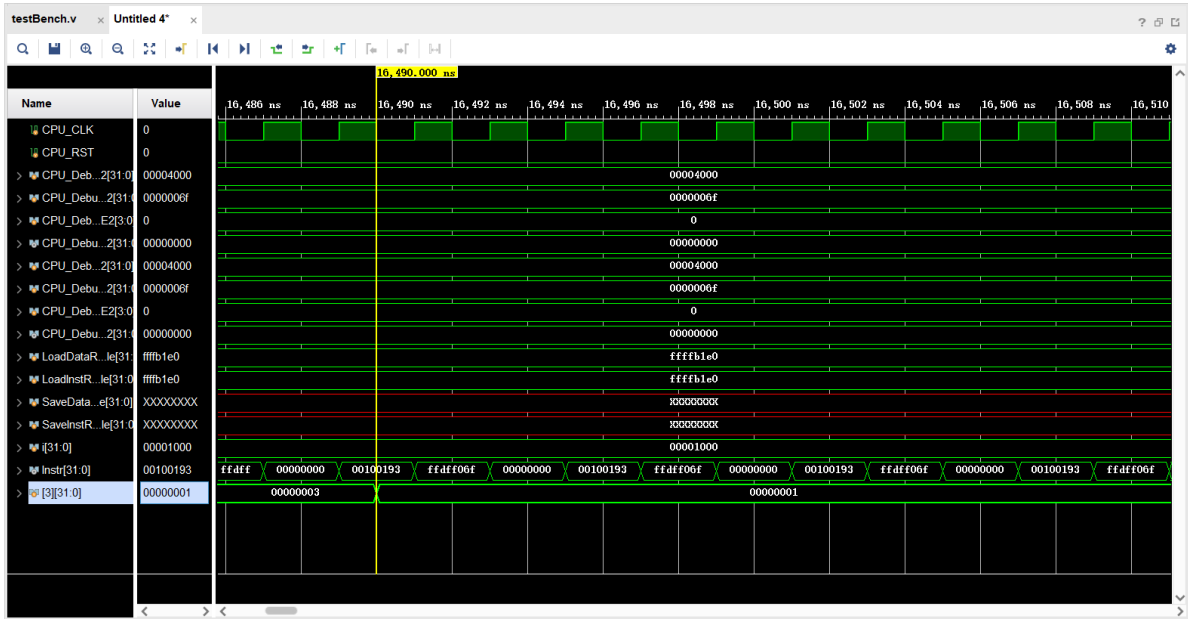 testBench.v × Untitled 4* ×
? 
16,490.000 ns
Name Value 16,486 ns 16,488 ns 16,490 ns 16,492 ns 16,494 ns 16,496 ns 16,498 ns 16,500 ns 16,502 ns 16,504 ns 16,506 ns 16,508 ns 16,510
CPU_CLK 0
CPU_RST 0
CPU_Deb...2[31:0] 00004000 00004000
CPU_Debu...2[31:0 0000006f 0000006f
CPU_Deb...E2[3:0 0 0
CPU_Debu...2[31:0 00000000 00000000
CPU_Deb...2[31:0] 00004000 00004000
CPU_Debu...2[31:0 0000006f 0000006f
CPU_Deb...E2[3:0 0 0
CPU_Debu...2[31:0 00000000 00000000
LoadDataR...le[31: ffffb1e0 ffffb1e0
LoadInstR...le[31:0 ffffb1e0 ffffb1e0
SaveData...e[31:0] XXXXXXXX XXXXXXXX
SaveInstR...le[31:0 XXXXXXXX XXXXXXXX
i[31:0] 00001000 00001000
Instr[31:0] 00100193 ffdff 00000000 00100193 ffdff06f 00000000 00100193 ffdff06f 00000000 00100193 ffdff06f 00000000 00100193 ffdff06f
[3][31:0] 00000001 00000003 00000001